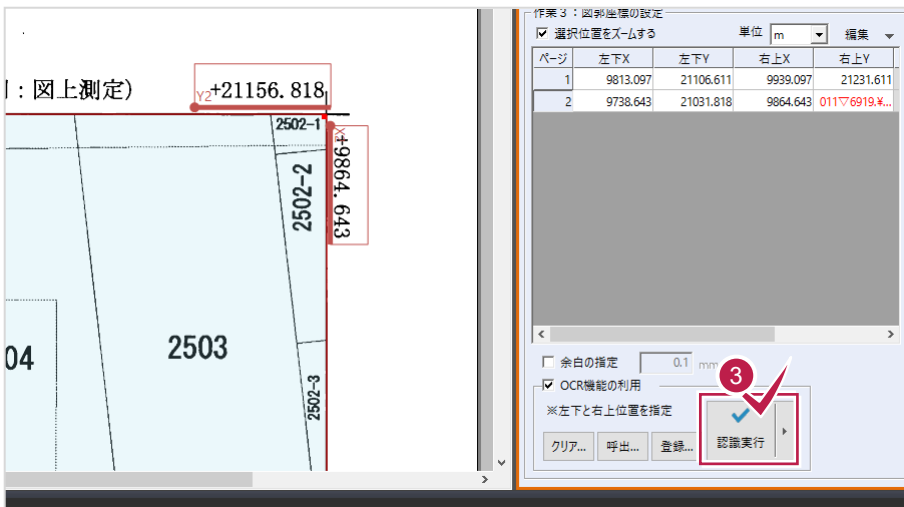 :図上測定)
Y2
+21156.818
X2
+9864.643
2502-1
2502-2
2503
04
2502-3
作業3:図郭座標の設定
選択位置をズームする
単位 m
編集
ページ 左下X 左下Y 右上X 右上Y
1 9813.097 21106.611 9939.097 21231.611
2 9738.643 21031.818 9864.643 011▽6919.¥...
余白の指定 0.1 mm
3
OCR機能の利用
※左下と右上位置を指定
クリア... 呼出... 登録... 認識実行